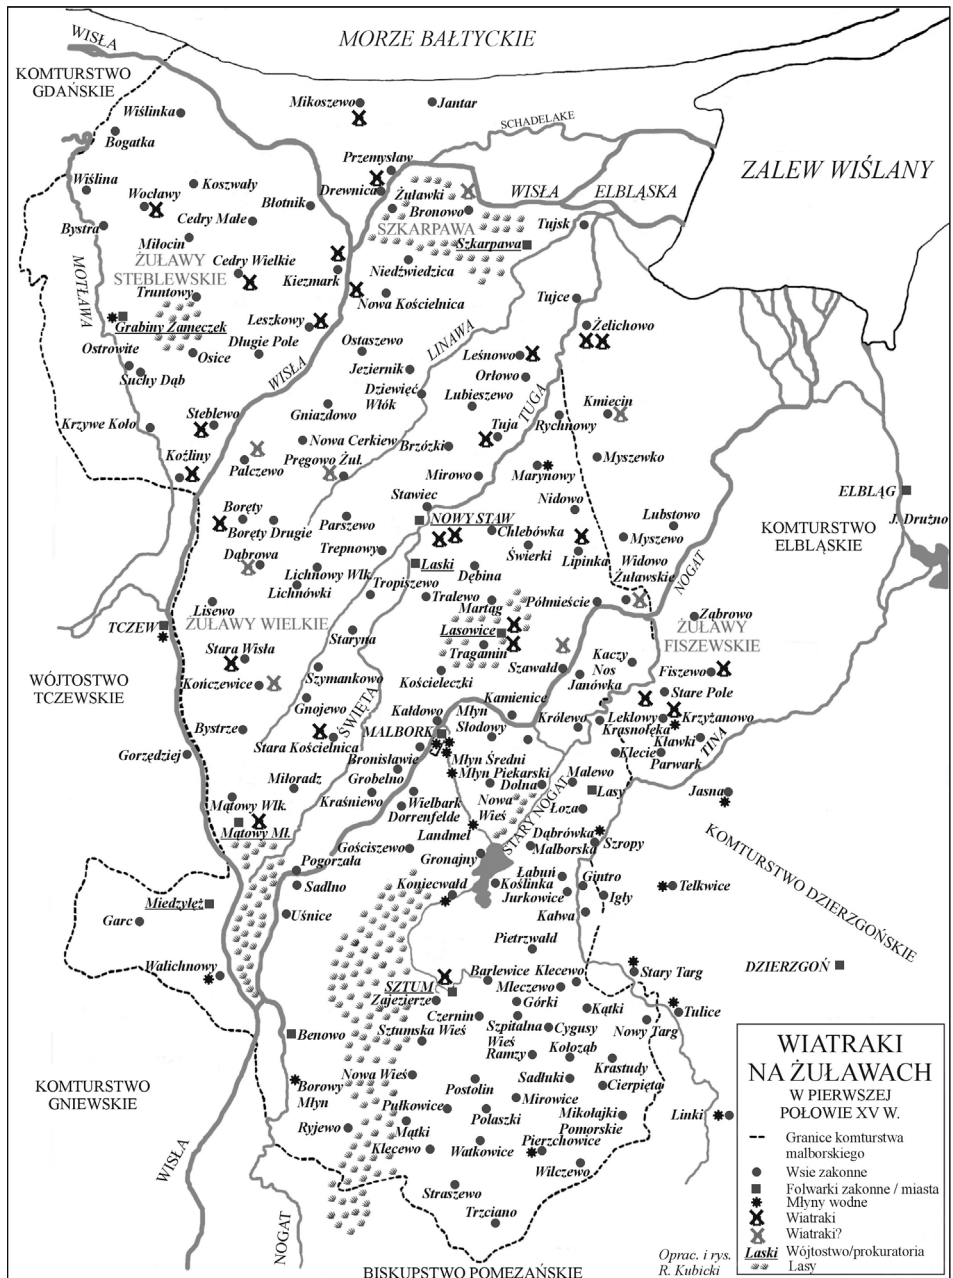 WISŁA
MORZE BAŁTYCKIE
KOMTURSTWO
GDAŃSKIE
Mikoszewo
Jantar
Wiślinka
Bogatka
SCHADELAKE
Przemysław
ZALEW WIŚLANY
Wiślina
Koszwały
Drewnica
Żuławki
WISŁA
ELBLĄSKA
Wocławy
Błotnik
Bronowo
Cedry Małe
SZKARPAWA
Tujsk
Bystra
Szkarpawa
Miłocin
ŻUŁAWY
STEBLEWSKIE
Cedry Wielkie
Kiezmark
Niedźwiedzica
MOTŁAWA
Truntowy
Nowa Kościelnica
Tujce
Grabiny Zameczek
Leszkowy
LINAWA
Żelichowo
Ostrowite
Długie Pole
Ostaszewo
Osice
Leśnowo
Suchy Dąb
WISŁA
Jeziernik
Orłowo
Dziewięć
Włók
Lubieszewo
TUGA
Kmiecin
Gniazdowo
Steblewo
Krzywe Koło
Tuja
Rychnowy
Nowa Cerkiew
Brzózki
Koźliny
Palczewo
Pręgowo Żuł.
Myszewko
Mirowo
Marynowy
ELBLĄG
Stawiec
Nidowo
Boręty
NOWY STAW
J. Drużno
Boręty Drugie
Parszewo
Lubstowo
KOMTURSTWO
ELBLĄSKIE
Chlebówka
Trepnowy
Świerki
Myszewo
Dąbrowa
Lipinka
Widowo
Żuławskie
Laski
Lichnowy Wlk.
Dębina
NOGAT
Lichnówki
Tropiszewo
Lisewo
Tralewo
Martąg
Półmieście
Ząbrowo
TCZEW
ŻUŁAWY WIELKIE
Lasowice
ŻUŁAWY
FISZEWSKIE
Staryna
Stara Wisła
Tragamin
Kaczy
Nos
WÓJTOSTWO
TCZEWSKIE
Szymankowo
Szawałd
Fiszewo
Kończewice
Kościeleczki
Janówka
Stare Pole
Gnojewo
ŚWIĘTA
Kamienice
Lekłowy
Krzyżanowo
Kałdowo
Młyn
Słodowy
Królewo
Krasnołęka
Bystrze
MALBORK
Kławki
Stara Kościelnica
TINA
Gorzędziej
Bronisławie
Młyn Średni
Klecie
Parwark
Miłoradz
Grobelno
Młyn Piekarski
Malewo
Dolna
Jasna
Mątowy Wlk.
Kraśniewo
Wielbark
Nowa
Wieś
Lasy
Dorrenfelde
STARY NOGAT
Łoza
Mątowy Mł.
Landmel
KOMTURSTWO DZIERZGOŃSKIE
Dąbrówka
Malborska
Gościszewo
Szropy
Pogorzała
Gronajny
Łabuń
Gintro
Sadlno
Koniecwałd
Koślinka
Telkwice
Miedzyłęż
Jurkowice
Igły
Uśnice
Kałwa
Garc
Pietrzwałd
Walichnowy
Stary Targ
DZIERZGOŃ
Barlewice
Klecewo
SZTUM
Mleczewo
Zajezierze
Górki
Kątki
Tulice
Czernin
Nowy Targ
Benowo
Sztumska Wieś
Szpitalna
Wieś
Cygusy
WIATRAKI
NA ŻUŁAWACH
W PIERWSZEJ
POŁOWIE XV W.
Ramzy
Kołoząb
Krastudy
KOMTURSTWO
GNIEWSKIE
Nowa Wieś
Sadłuki
Cierpięta
Borowy
Młyn
Postolin
Mirowice
Linki
Granice komturstwa
malborskiego
Pułkowice
Polaszki
Mikołajki
Pomorskie
Ryjewo
Mątki
WISŁA
Klecewo
Watkowice
Pierzchowice
Wsie zakonne
Wilczewo
Folwarki zakonne / miasta
Straszewo
Młyny wodne
Trzciano
Wiatraki
NOGAT
Wiatraki?
Laski Wójtostwo/prokuratoria
Lasy
Oprac. i rys.
R. Kubicki
BISKUPSTWO POMEZAŃSKIE